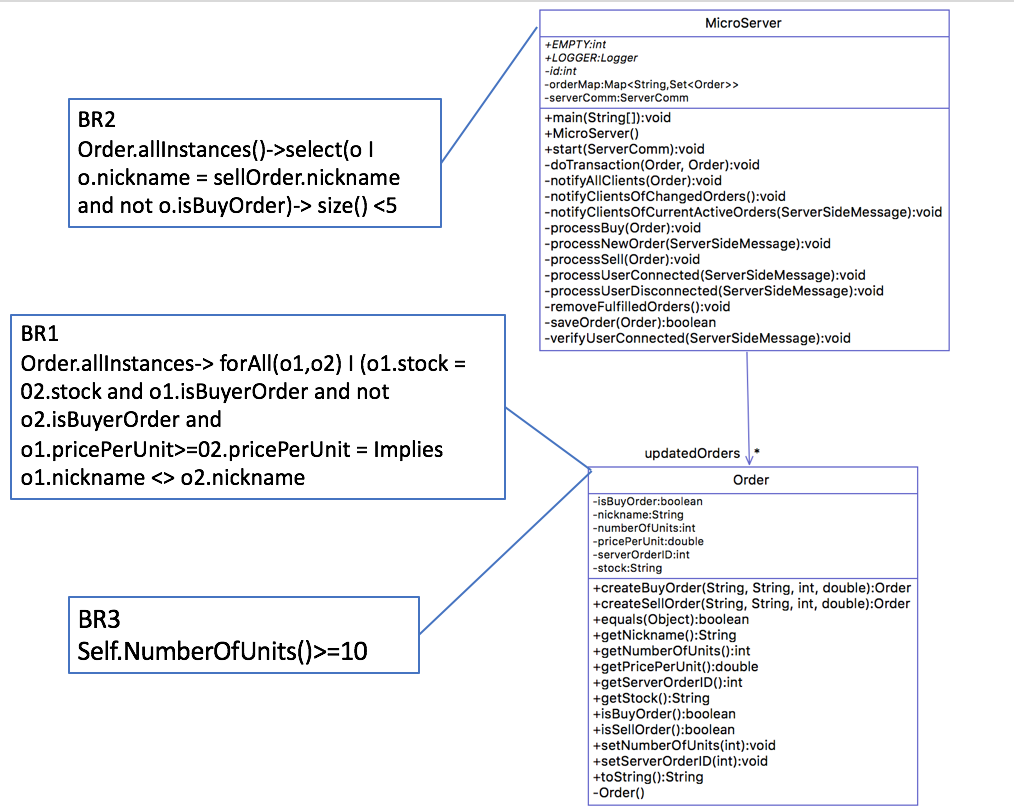 MicroServer
+EMPTY:int
+LOGGER:Logger
-id:int
-orderMap:Map<String,Set<Order>>
-serverComm:ServerComm
+main(String[]):void
+MicroServer()
+start(ServerComm):void
-doTransaction(Order, Order):void
-notifyAllClients(Order):void
-notifyClientsOfChangedOrders():void
-notifyClientsOfCurrentActiveOrders(ServerSideMessage):void
-processBuy(Order):void
-processNewOrder(ServerSideMessage):void
-processSell(Order):void
-processUserConnected(ServerSideMessage):void
-processUserDisconnected(ServerSideMessage):void
-removeFulfilledOrders():void
-saveOrder(Order):boolean
-verifyUserConnected(ServerSideMessage):void
BR2
Order.allInstances()->select(o I
o.nickname = sellOrder.nickname
and not o.isBuyOrder)-> size() <5
BR1
Order.allInstances-> forAll(o1,o2) I (o1.stock =
02.stock and o1.isBuyerOrder and not
o2.isBuyerOrder and
o1.pricePerUnit>=02.pricePerUnit = Implies
o1.nickname <> o2.nickname
updatedOrders *
Order
-isBuyOrder:boolean
-nickname:String
-numberOfUnits:int
-pricePerUnit:double
-serverOrderID:int
-stock:String
+createBuyOrder(String, String, int, double):Order
+createSellOrder(String, String, int, double):Order
+equals(Object):boolean
+getNickname():String
+getNumberOfUnits():int
+getPricePerUnit():double
+getServerOrderID():int
+getStock():String
+isBuyOrder():boolean
+isSellOrder():boolean
+setNumberOfUnits(int):void
+setServerOrderID(int):void
+toString():String
-Order()
BR3
Self.NumberOfUnits()>=10